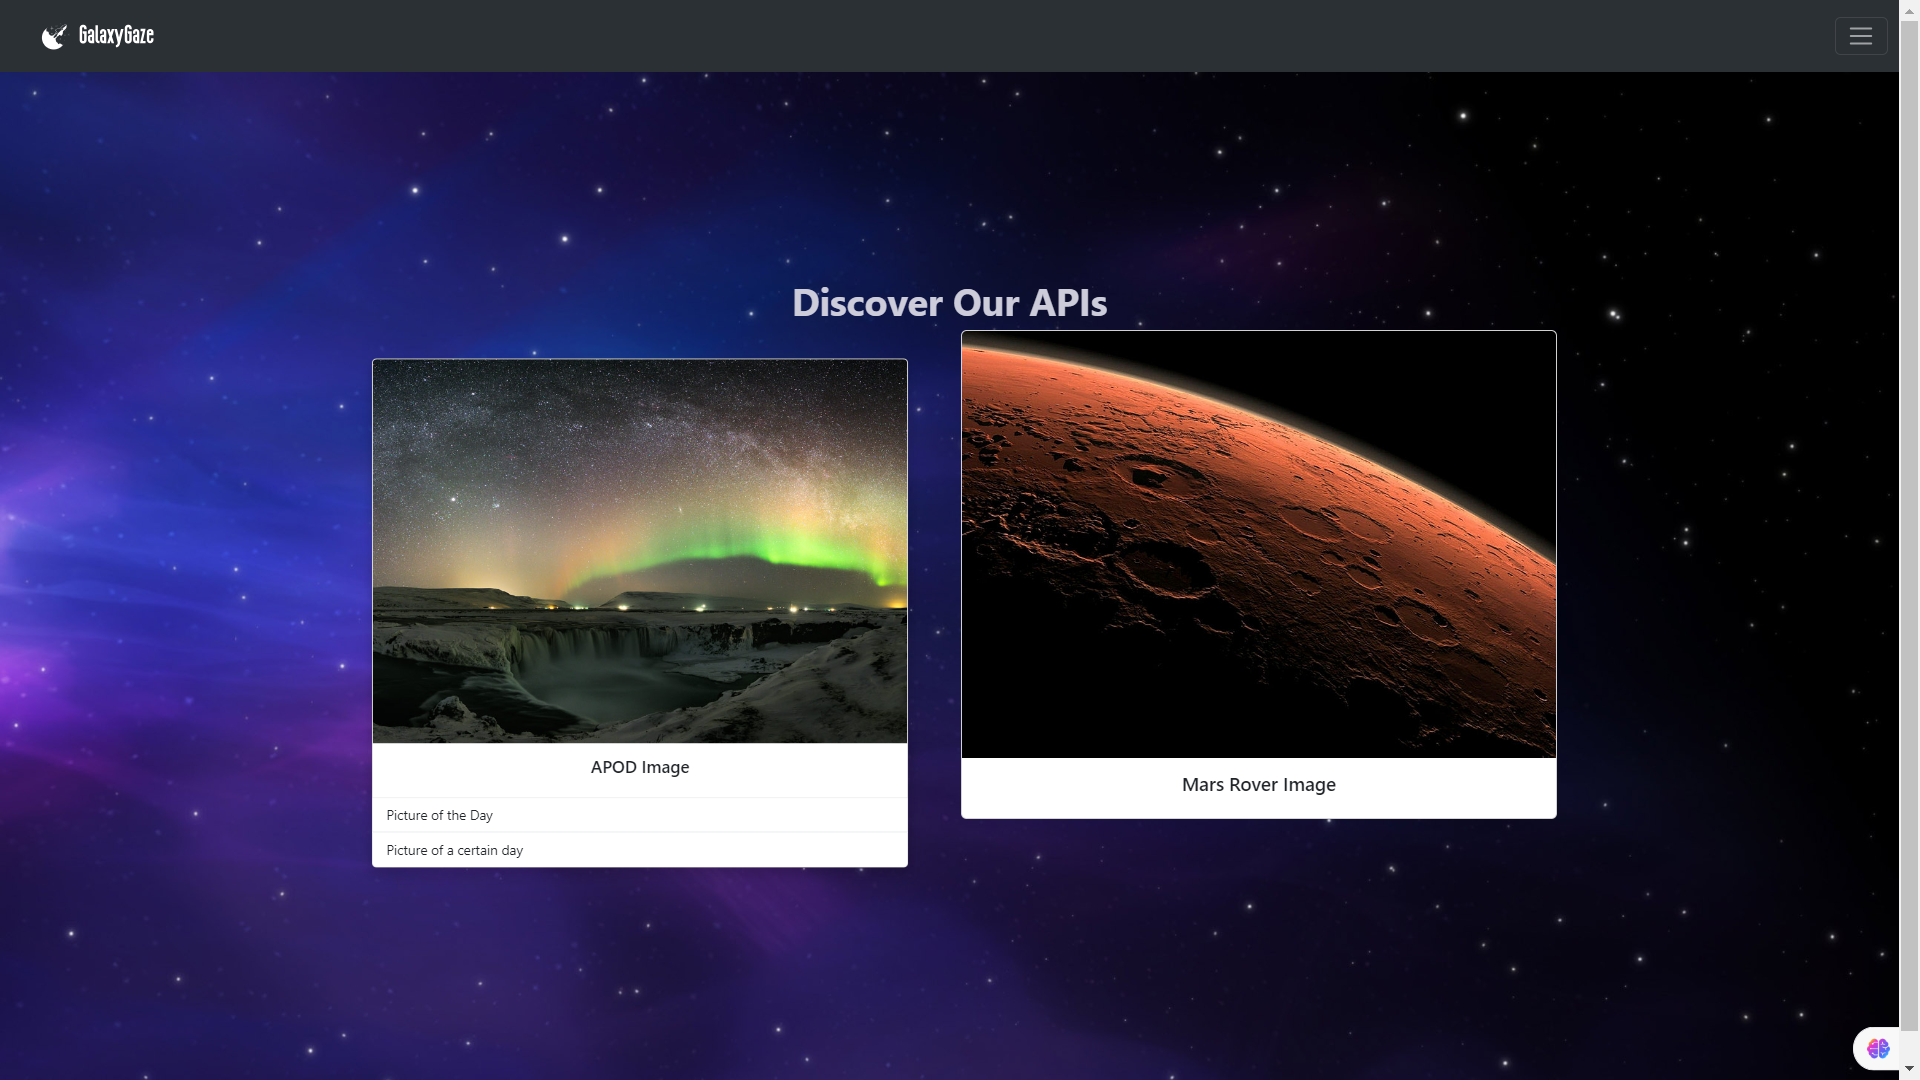 GalaxyGaze
Discover Our APIs
APOD Image
Picture of the Day
Picture of a certain day
Mars Rover Image